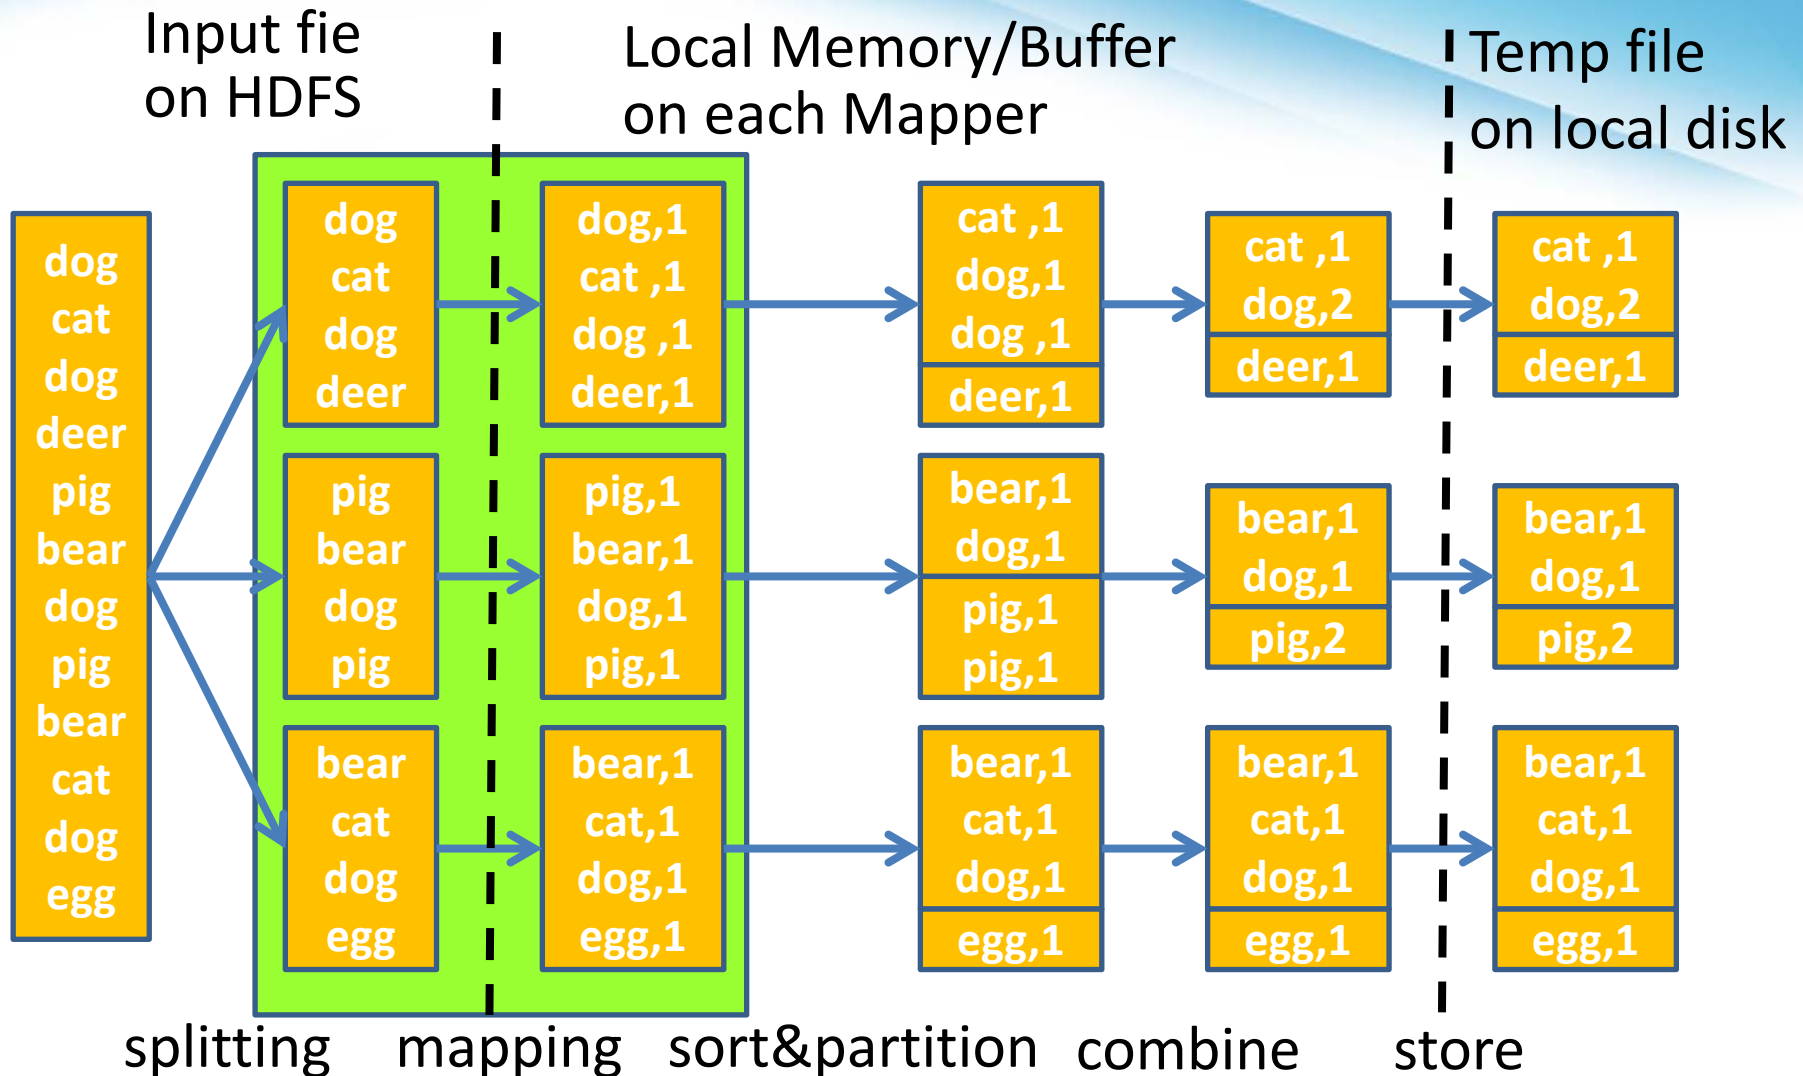 Input fie
on HDFS
Local Memory/Buffer
on each Mapper
Temp file
on local disk
dog
cat
dog
deer
pig
bear
dog
pig
bear
cat
dog
egg
dog
cat
dog
deer
pig
bear
dog
pig
bear
cat
dog
egg
dog,1
cat ,1
dog ,1
deer,1
pig,1
bear,1
dog,1
pig,1
bear,1
cat,1
dog,1
egg,1
cat ,1
dog,1
dog ,1
deer,1
bear,1
dog,1
pig,1
pig,1
bear,1
cat,1
dog,1
egg,1
cat ,1
dog,2
deer,1
bear,1
dog,1
pig,2
bear,1
cat,1
dog,1
egg,1
cat ,1
dog,2
deer,1
bear,1
dog,1
pig,2
bear,1
cat,1
dog,1
egg,1
splitting
mapping
sort&partition
combine
store